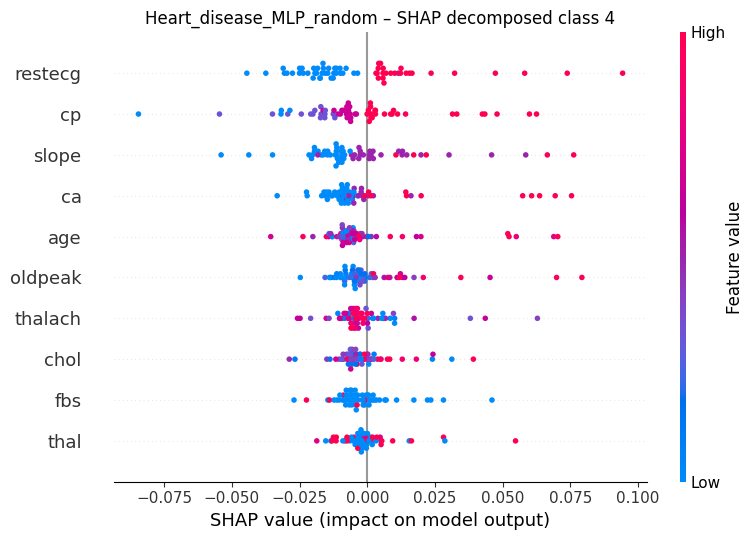 Heart_disease_MLP_random – SHAP decomposed class 4
High
restecg
cp
slope
ca
age
oldpeak
thalach
chol
fbs
thal
Feature value
Low
−0.075 −0.050 −0.025 0.000 0.025 0.050 0.075 0.100
SHAP value (impact on model output)